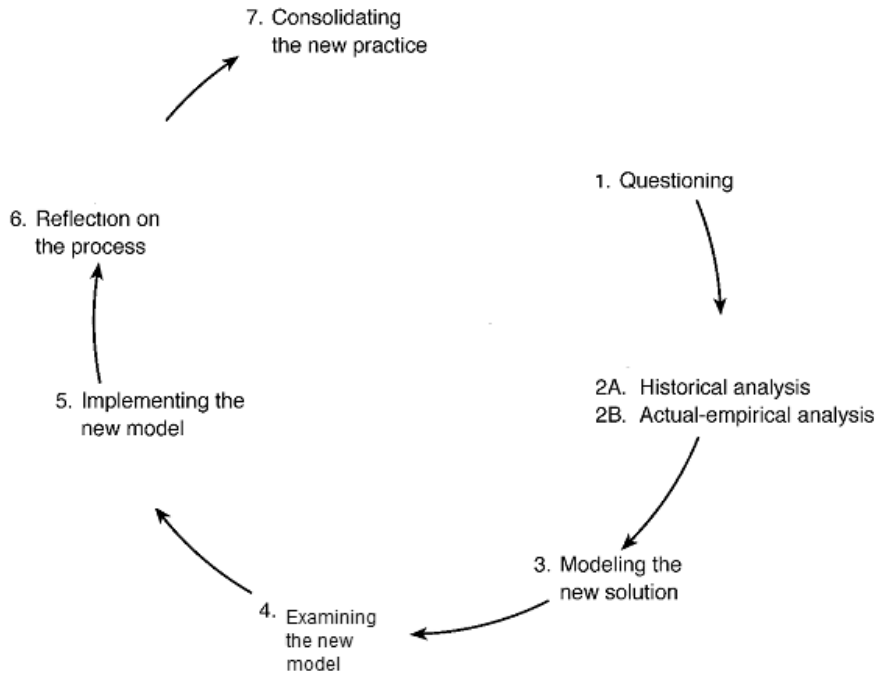 7. Consolidating
the new practice
1. Questioning
6. Reflection on
the process
2A. Historical analysis
2B. Actual-empirical analysis
5. Implementing the
new model
3. Modeling the
new solution
4. Examining
the new
model